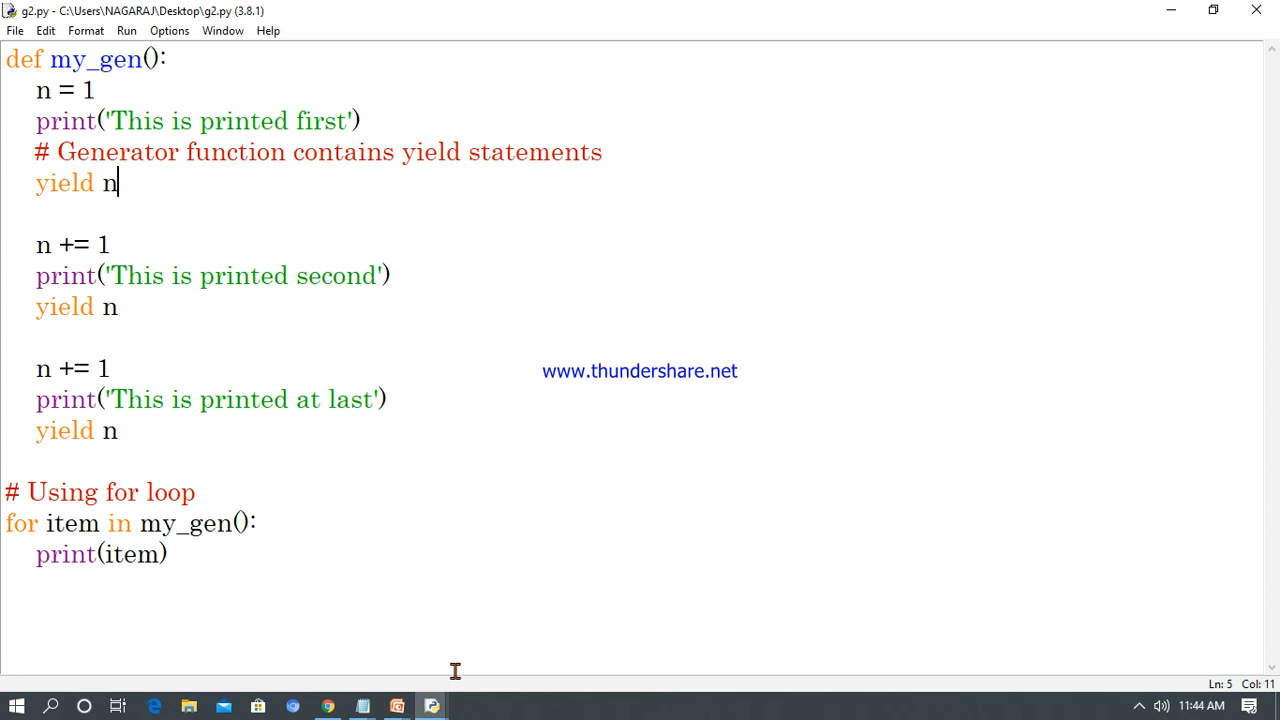 g2.py - C:\Users\NAGARAJ\Desktop\g2.py (3.8.1)
File Edit Format Run Options Window Help
def my_gen():
    n = 1
    print('This is printed first')
    # Generator function contains yield statements
    yield n
    n += 1
    print('This is printed second')
    yield n
    n += 1
    print('This is printed at last')
    yield n
www.thundershare.net
# Using for loop
for item in my_gen():
    print(item)
Ln: 5 Col: 11
11:44 AM